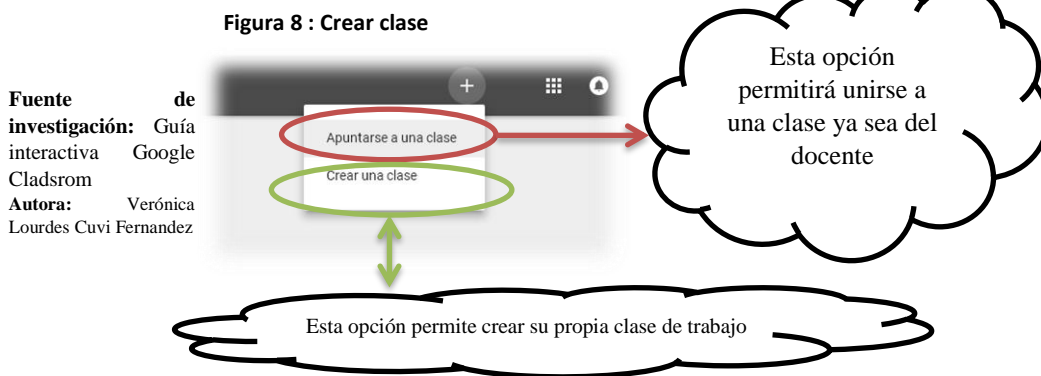 Figura 8 : Crear clase
Fuente de
investigación: Guía
interactiva Google
Cladsrom
Autora: Verónica
Lourdes Cuvi Fernandez
+
Apuntarse a una clase
Crear una clase
Esta opción
permitirá unirse a
una clase ya sea del
docente
Esta opción permite crear su propia clase de trabajo